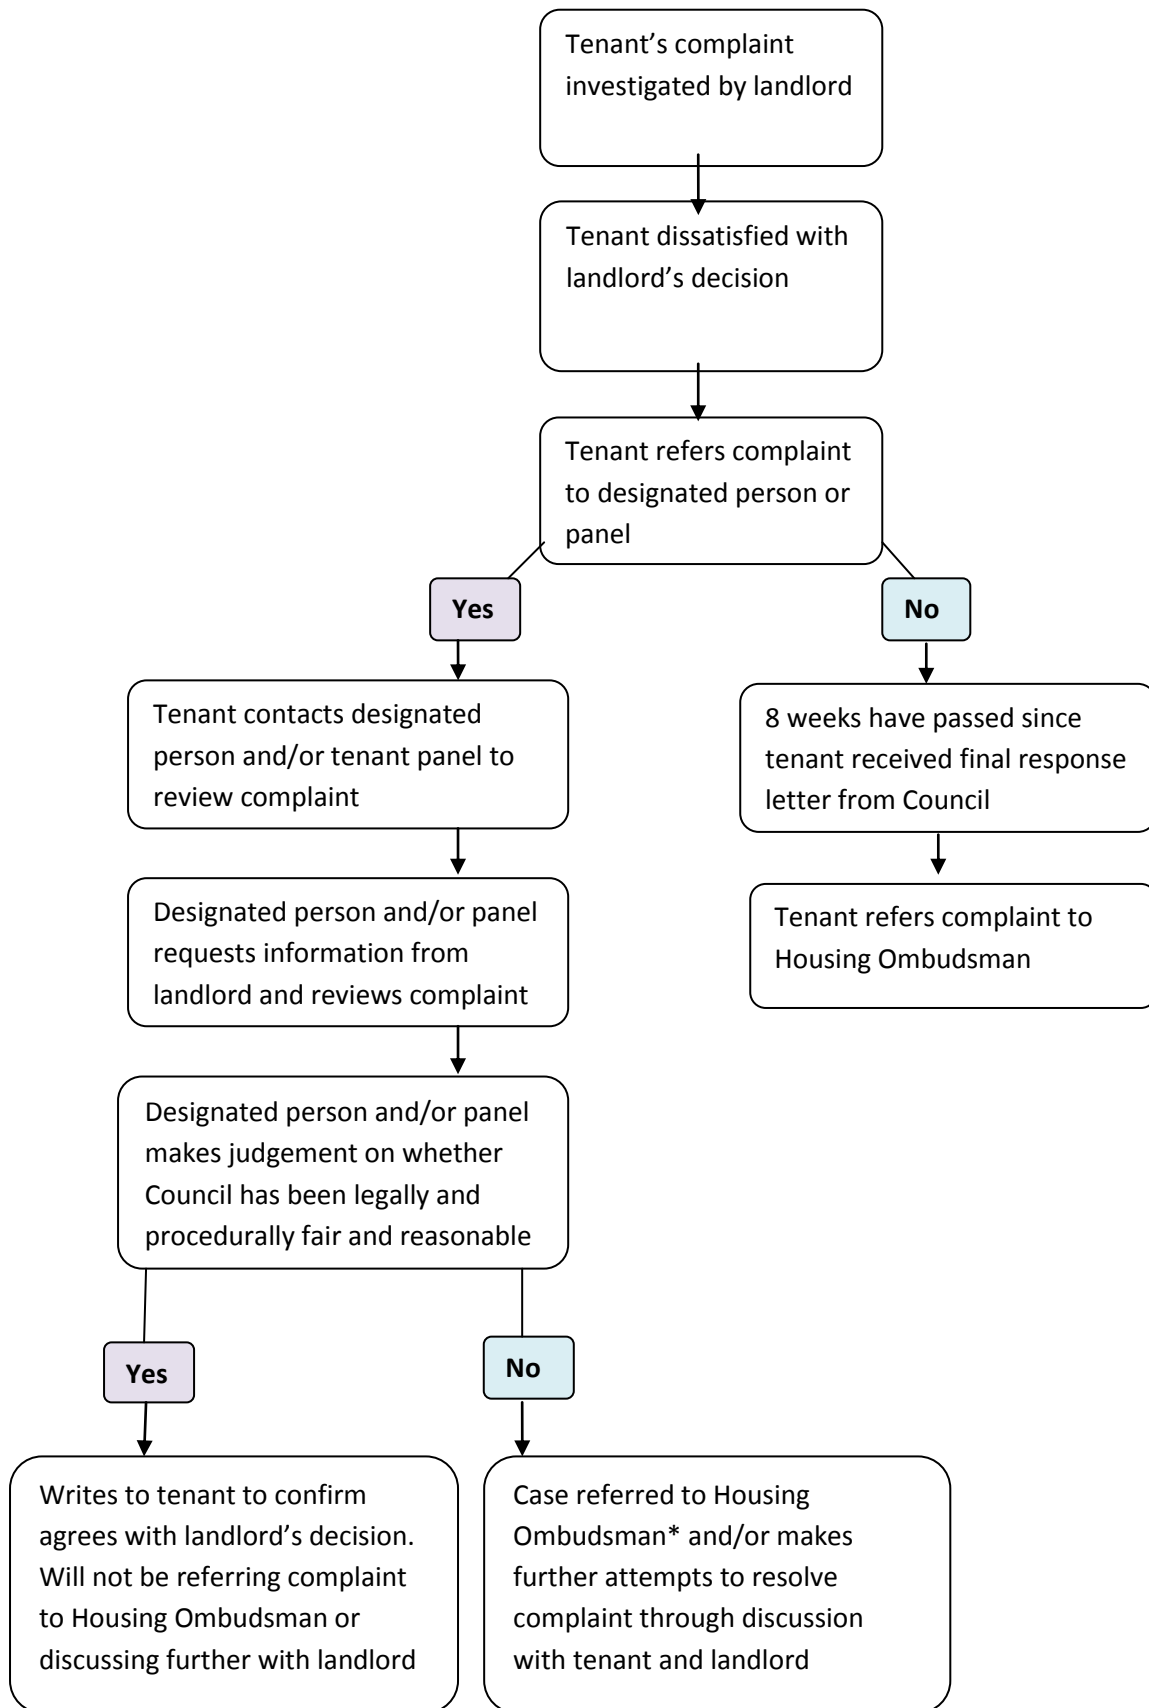 Tenant’s complaint
investigated by landlord
Tenant dissatisfied with
landlord’s decision
Tenant refers complaint
to designated person or
panel
Yes
No
Tenant contacts designated
person and/or tenant panel to
review complaint
8 weeks have passed since
tenant received final response
letter from Council
Designated person and/or panel
requests information from
landlord and reviews complaint
Tenant refers complaint to
Housing Ombudsman
Designated person and/or panel
makes judgement on whether
Council has been legally and
procedurally fair and reasonable
Yes
No
Writes to tenant to confirm
agrees with landlord’s decision.
Will not be referring complaint
to Housing Ombudsman or
discussing further with landlord
Case referred to Housing
Ombudsman* and/or makes
further attempts to resolve
complaint through discussion
with tenant and landlord